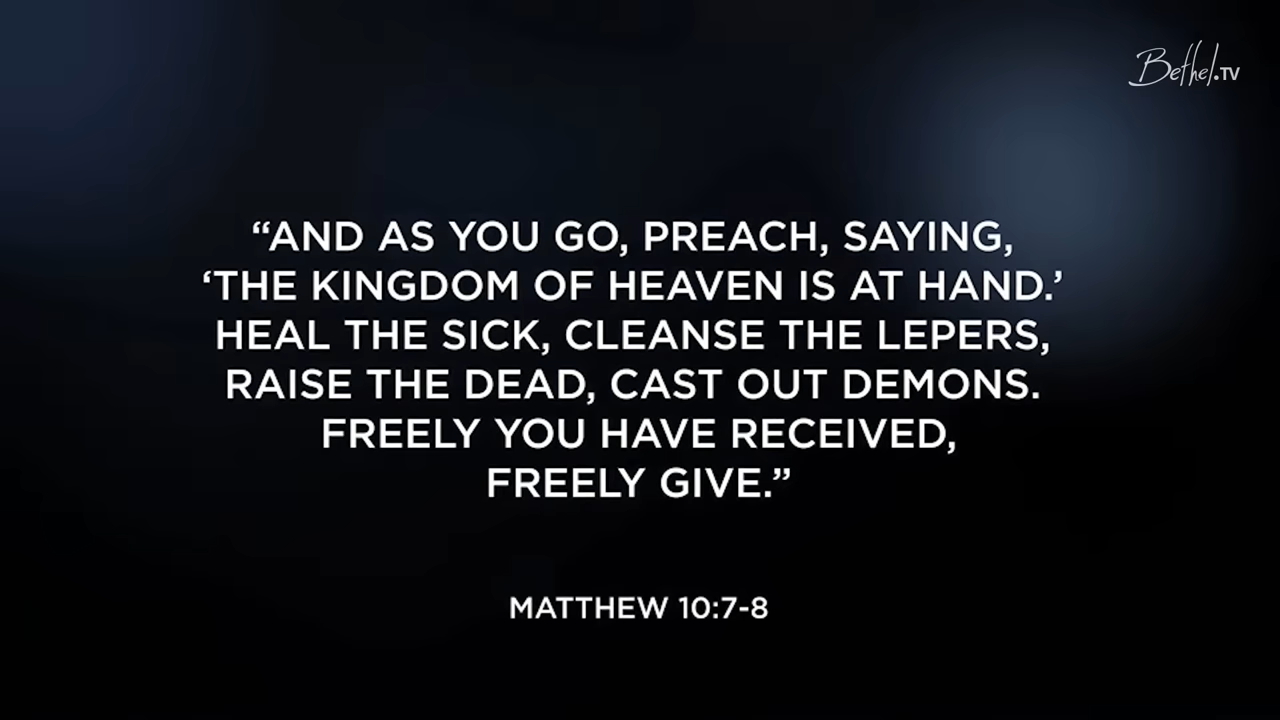 Bethel.TV
“AND AS YOU GO, PREACH, SAYING,
‘THE KINGDOM OF HEAVEN IS AT HAND.’
HEAL THE SICK, CLEANSE THE LEPERS,
RAISE THE DEAD, CAST OUT DEMONS.
FREELY YOU HAVE RECEIVED,
FREELY GIVE.”
MATTHEW 10:7-8